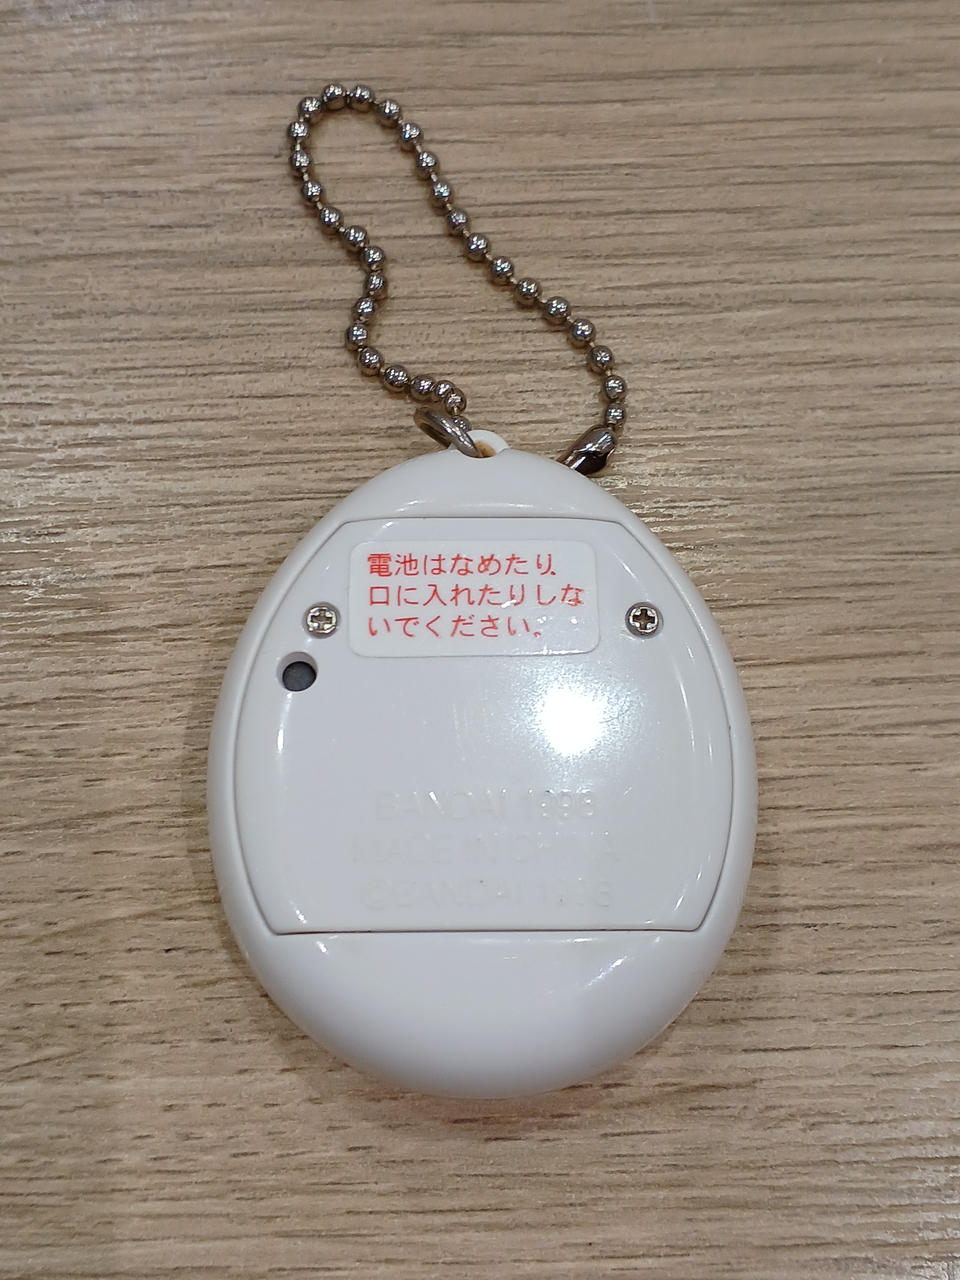 電池はなめたり、
口に入れたりしな
いでください。
BANDAI 1996
MADE IN CHINA
©BANDAI 1996